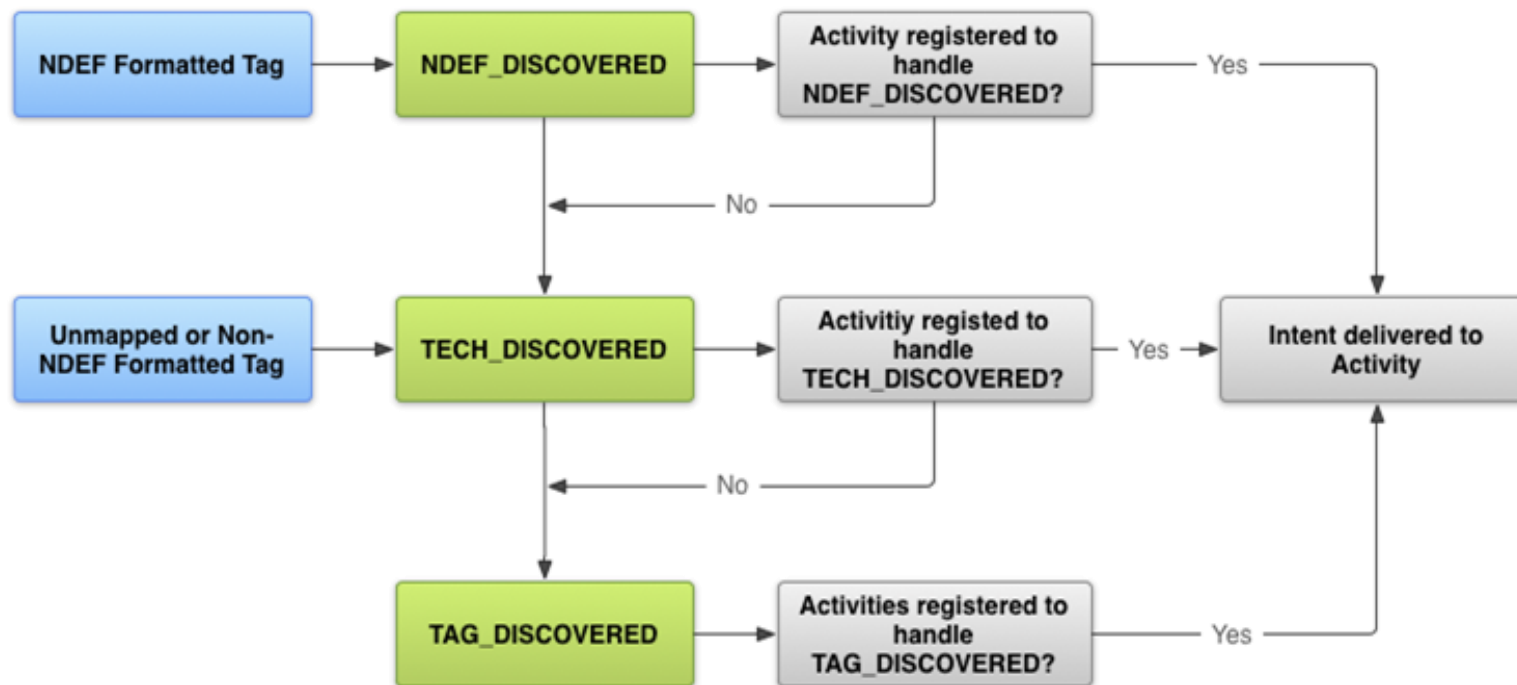 NDEF Formatted Tag
NDEF_DISCOVERED
Activity registered to
handle
NDEF_DISCOVERED?
Yes
No
Unmapped or Non-
NDEF Formatted Tag
TECH_DISCOVERED
Activitiy registed to
handle
TECH_DISCOVERED?
Yes
Intent delivered to
Activity
No
TAG_DISCOVERED
Activities registered to
handle
TAG_DISCOVERED?
Yes